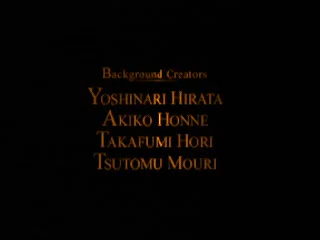 Background Creators
Yoshinari Hirata
Akiko Honne
Takafumi Hori
Tsutomu Mouri